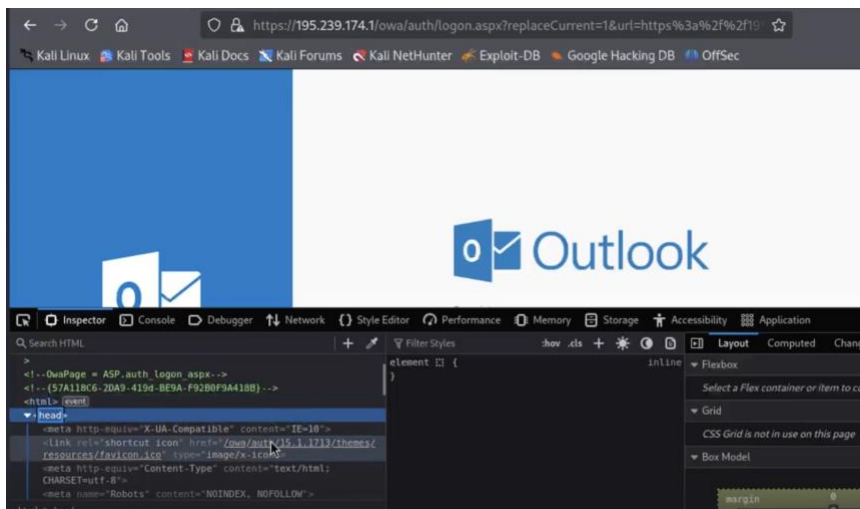 https://195.239.174.1/owa/auth/logon.aspx?replaceCurrent=1&url=https%3a%2f%2f19
Kali Linux Kali Tools Kali Docs Kali Forums Kali NetHunter Exploit-DB Google Hacking DB OffSec
Outlook
Inspector Console Debugger Network Style Editor Performance Memory Storage Accessibility Application
Search HTML
Filter Styles :hov .cls Layout Computed Chan
>
<!--OwaPage = ASP.auth_logon_aspx-->
<!--{57A118C6-2DA9-419d-BE9A-F92B0F9A418B}-->
<html> event
<head>
<meta http-equiv="X-UA-Compatible" content="IE=10">
<link rel="shortcut icon" href="/owa/auth/15.1.1713/themes/
resources/favicon.ico" type="image/x-icon">
<meta http-equiv="Content-Type" content="text/html;
CHARSET=utf-8">
<meta name="Robots" content="NOINDEX, NOFOLLOW">
element { inline
}
Flexbox
Select a Flex container or item to
Grid
CSS Grid is not in use on this page
Box Model
margin 0